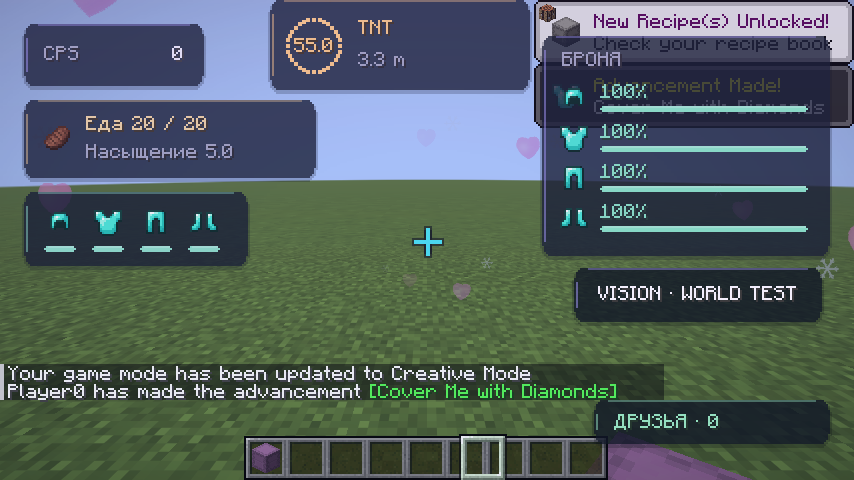 CPS 0
55.0
TNT
3.3 m
New Recipe(s) Unlocked!
Check your recipe book
БРОНЯ
Advancement Made!
Cover Me with Diamonds
100%
100%
100%
100%
Еда 20 / 20
Насыщение 5.0
VISION · WORLD TEST
Your game mode has been updated to Creative Mode
Player0 has made the advancement [Cover Me with Diamonds]
ДРУЗЬЯ · 0